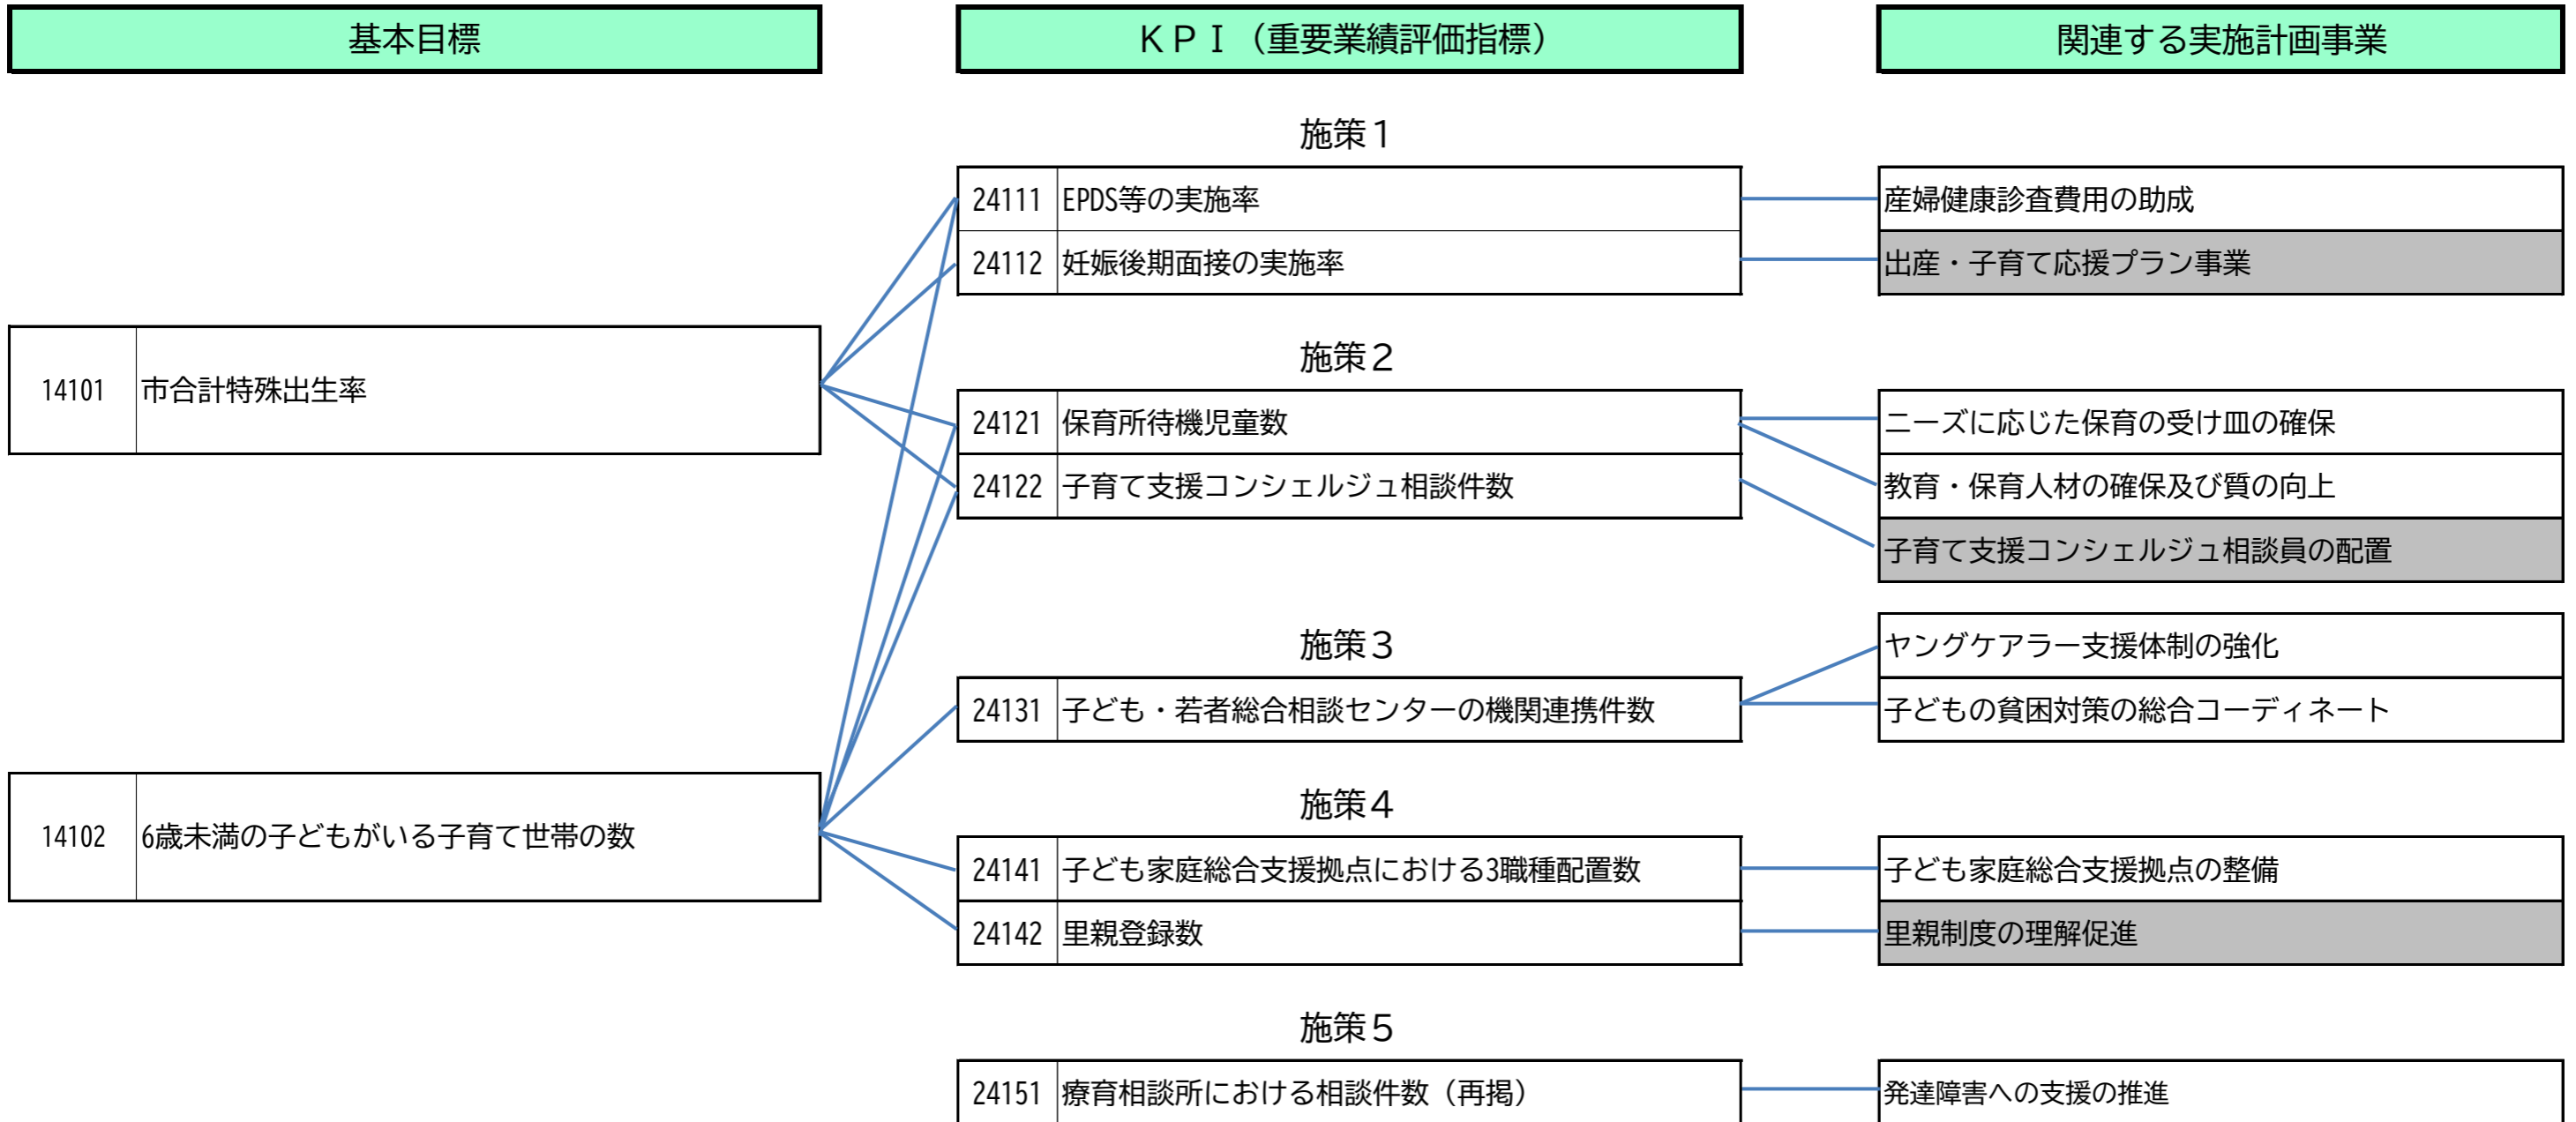 基本目標
ＫＰＩ（重要業績評価指標）
関連する実施計画事業
施策１
24111 EPDS等の実施率
産婦健康診査費用の助成
24112 妊娠後期面接の実施率
出産・子育て応援プラン事業
14101 市合計特殊出生率
施策２
24121 保育所待機児童数
ニーズに応じた保育の受け皿の確保
24122 子育て支援コンシェルジュ相談件数
教育・保育人材の確保及び質の向上
子育て支援コンシェルジュ相談員の配置
施策３
ヤングケアラー支援体制の強化
24131 子ども・若者総合相談センターの機関連携件数
子どもの貧困対策の総合コーディネート
14102 6歳未満の子どもがいる子育て世帯の数
施策４
24141 子ども家庭総合支援拠点における3職種配置数
子ども家庭総合支援拠点の整備
24142 里親登録数
里親制度の理解促進
施策５
24151 療育相談所における相談件数（再掲）
発達障害への支援の推進